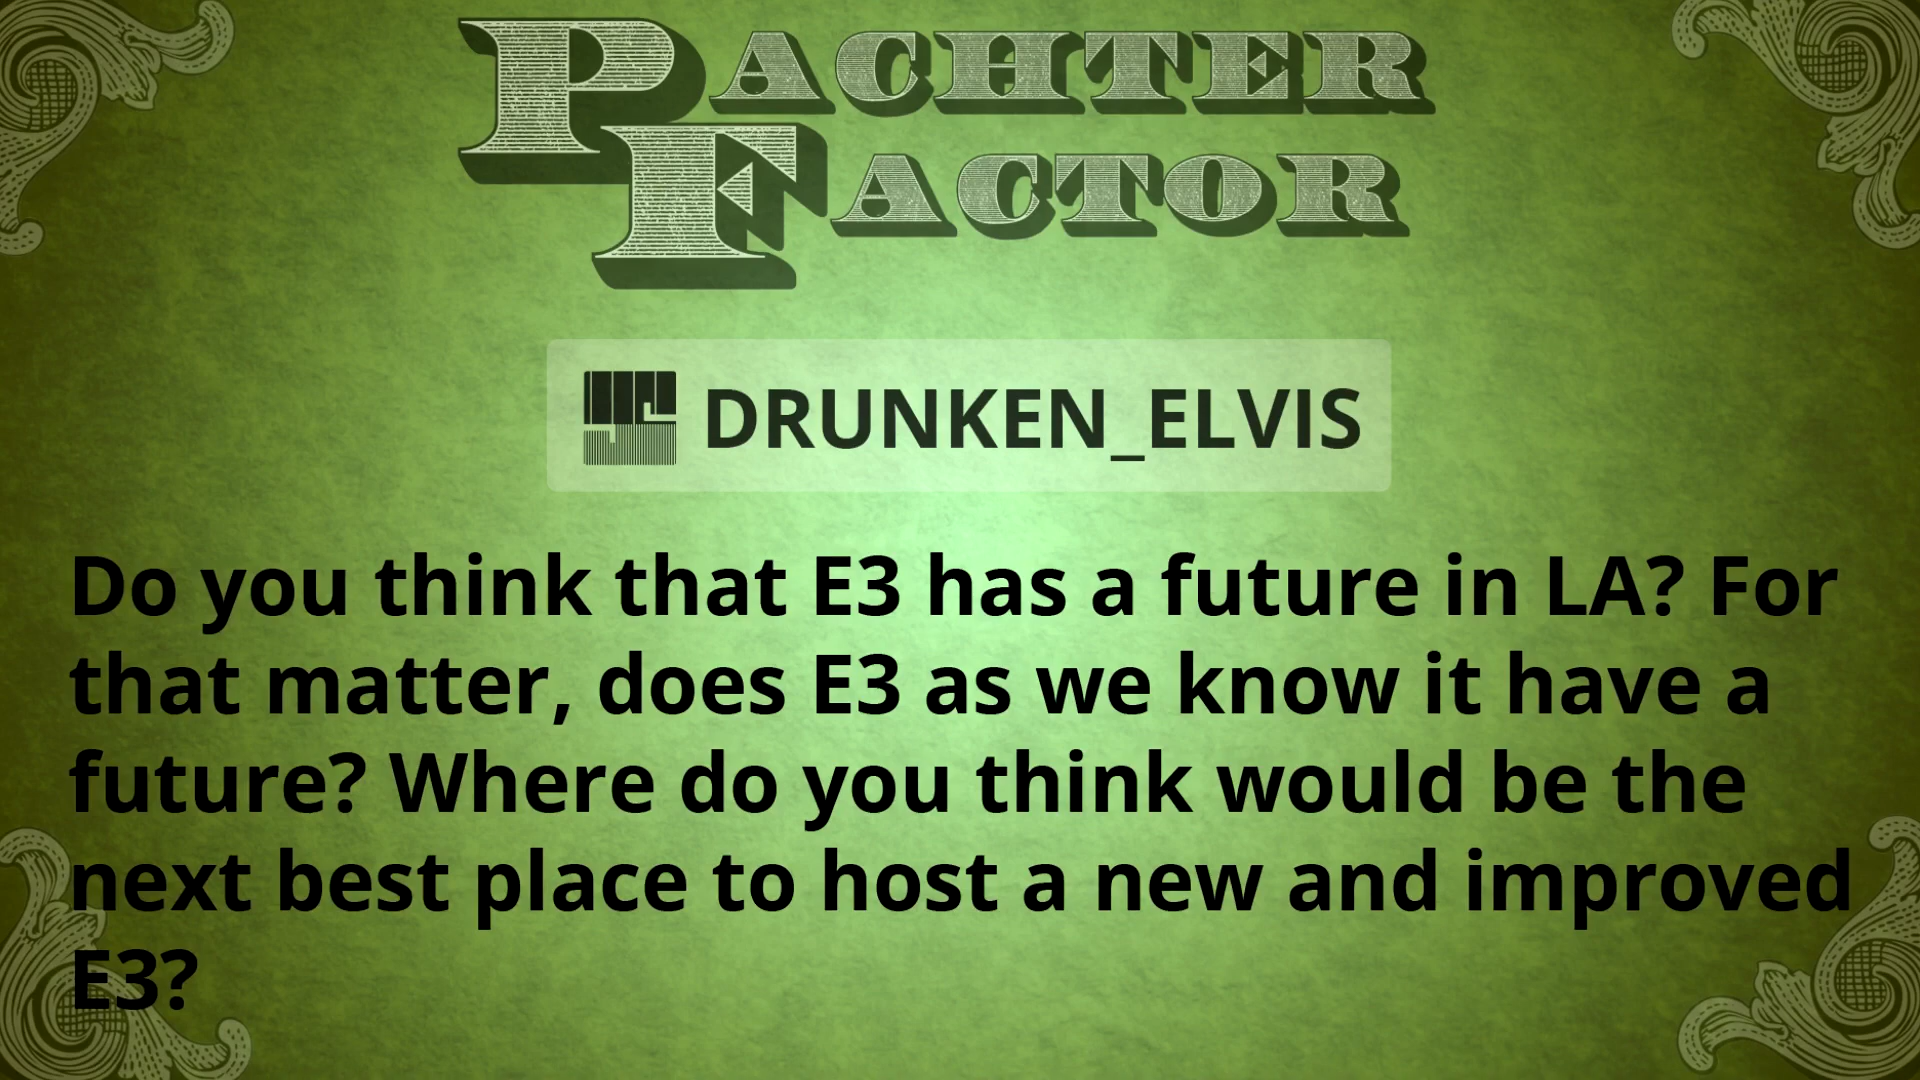 PACHTER
FACTOR
DRUNKEN_ELVIS
Do you think that E3 has a future in LA? For
that matter, does E3 as we know it have a
future? Where do you think would be the
next best place to host a new and improved
E3?